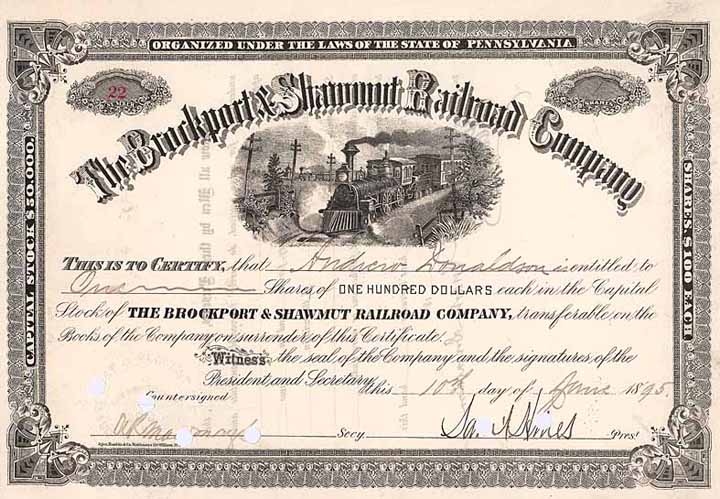 ORGANIZED UNDER THE LAWS OF THE STATE OF PENNSYLVANIA
22
The Brockport & Shawmut Railroad Company
CAPITAL STOCK $50,000.
SHARES, $100 EACH
THIS IS TO CERTIFY, that Andrew Donaldson is entitled to
One Shares of ONE HUNDRED DOLLARS each in the Capital
Stock of THE BROCKPORT & SHAWMUT RAILROAD COMPANY, transferable on the
Books of the Company on surrender of this Certificate.
Witness, the seal of the Company and the signatures of the
President and Secretary, this 10th day of June 1895.
Countersigned
Secy.
Hines Prest